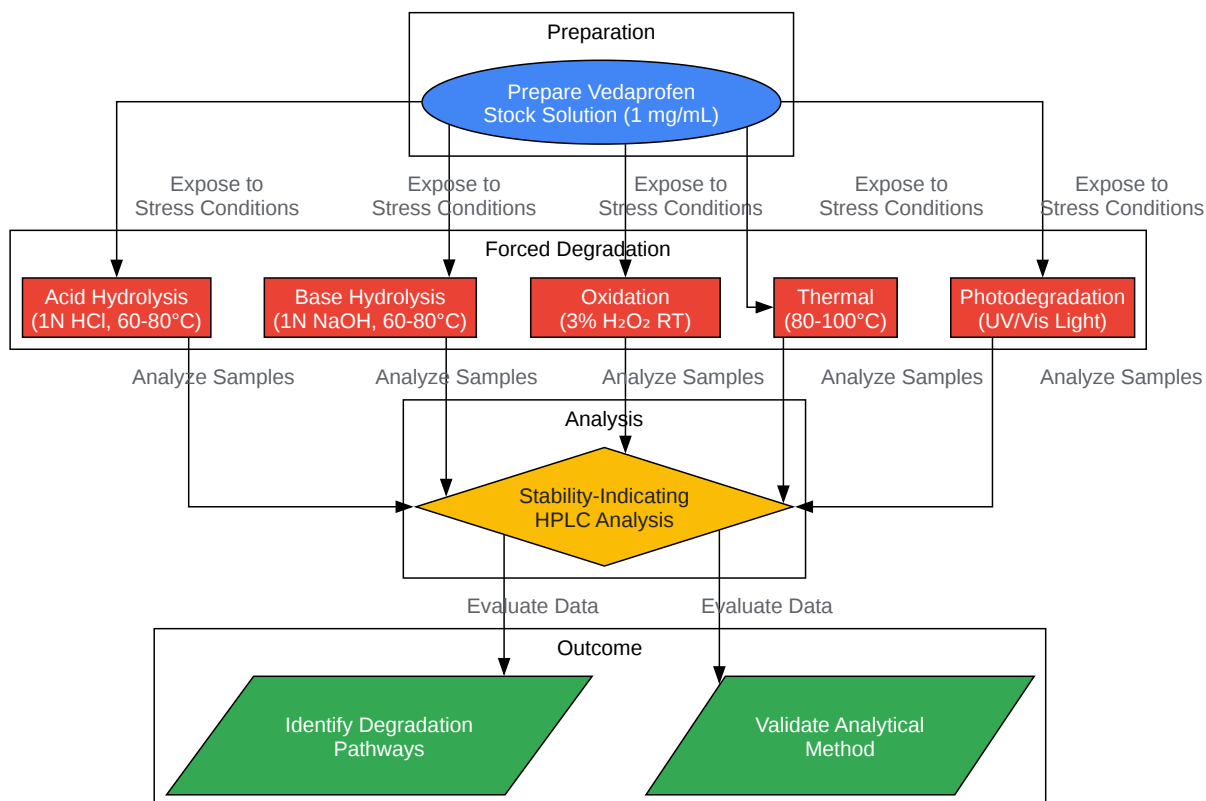 Preparation
Prepare Vedaprofen
Stock Solution (1 mg/mL)
Expose to
Stress Conditions
Expose to
Stress Conditions
Expose to
Stress Conditions
Expose to
Stress Conditions
Expose to
Stress Conditions
Forced Degradation
Acid Hydrolysis
(1N HCl, 60-80°C)
Base Hydrolysis
(1N NaOH, 60-80°C)
Oxidation
(3% H₂O₂ RT)
Thermal
(80-100°C)
Photodegradation
(UV/Vis Light)
Analyze Samples
Analyze Samples
Analyze Samples
Analyze Samples
Analyze Samples
Analysis
Stability-Indicating
HPLC Analysis
Evaluate Data
Evaluate Data
Outcome
Identify Degradation
Pathways
Validate Analytical
Method